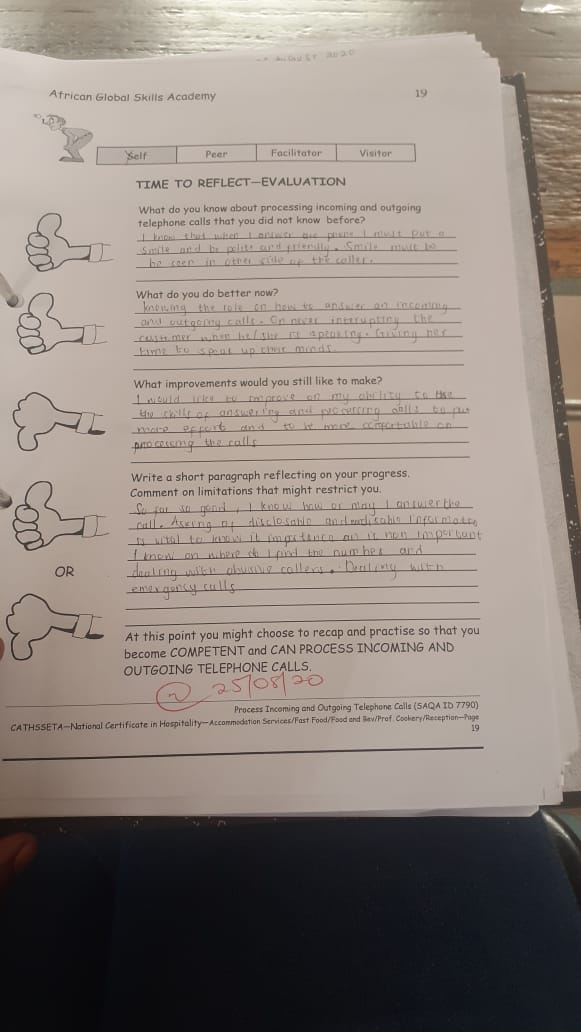 AUGUST 2020
African Global Skills Academy 19
Self Peer Facilitator Visitor
TIME TO REFLECT—EVALUATION
What do you know about processing incoming and outgoing
telephone calls that you did not know before?
I know that when I answer the phone I must put a
smile and be polite and friendly. Smile must be
be seen in other side of the caller.
What do you do better now?
knowing the role on how to answer an incoming
and outgoing calls. On never interrupting the
customer when he/she is speaking. Giving her
time to speak up their minds
What improvements would you still like to make?
I would like to improve on my ability to use
the skills of answering and processing calls to put
more effort and to be more comfortable on
processing the calls
Write a short paragraph reflecting on your progress.
Comment on limitations that might restrict you.
So far so good, I know how or may I answer the
call. Asking of disclosable and information
is vital to know it importance an it non important
I know on where do I find the number and
dealing with abusive callers. Dealing with
emergency calls
OR
At this point you might choose to recap and practise so that you
become COMPETENT and CAN PROCESS INCOMING AND
OUTGOING TELEPHONE CALLS.
25/08/20
Process Incoming and Outgoing Telephone Calls (SAQA ID 7790)
CATHSSETA—National Certificate in Hospitality—Accommodation Services/Fast Food/Food and Bev/Prof. Cookery/Reception—Page
19